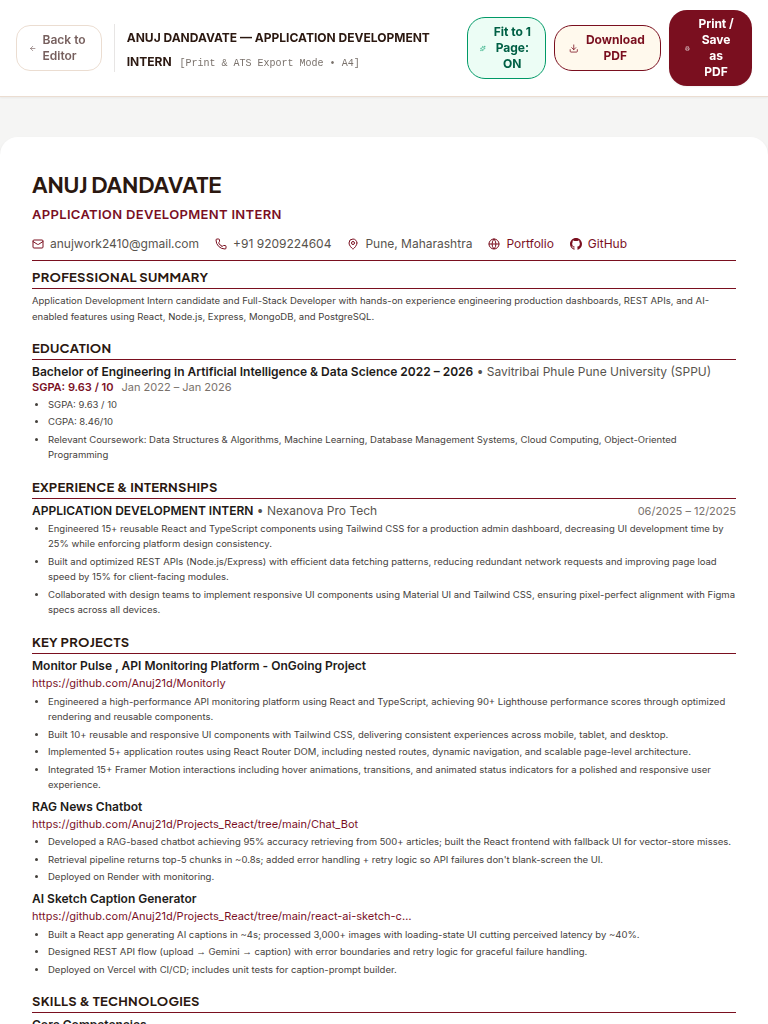 Back to Editor
ANUJ DANDAVATE — APPLICATION DEVELOPMENT
INTERN [Print & ATS Export Mode • A4]
Fit to 1 Page: ON
Download PDF
Print / Save as PDF
ANUJ DANDAVATE
APPLICATION DEVELOPMENT INTERN
anujwork2410@gmail.com +91 9209224604 Pune, Maharashtra Portfolio GitHub
PROFESSIONAL SUMMARY
Application Development Intern candidate and Full-Stack Developer with hands-on experience engineering production dashboards, REST APIs, and AI-
enabled features using React, Node.js, Express, MongoDB, and PostgreSQL.
EDUCATION
Bachelor of Engineering in Artificial Intelligence & Data Science 2022 – 2026 • Savitribai Phule Pune University (SPPU)
SGPA: 9.63 / 10 Jan 2022 – Jan 2026
• SGPA: 9.63 / 10
• CGPA: 8.46/10
• Relevant Coursework: Data Structures & Algorithms, Machine Learning, Database Management Systems, Cloud Computing, Object-Oriented
Programming
EXPERIENCE & INTERNSHIPS
APPLICATION DEVELOPMENT INTERN • Nexanova Pro Tech 06/2025 – 12/2025
• Engineered 15+ reusable React and TypeScript components using Tailwind CSS for a production admin dashboard, decreasing UI development time by
25% while enforcing platform design consistency.
• Built and optimized REST APIs (Node.js/Express) with efficient data fetching patterns, reducing redundant network requests and improving page load
speed by 15% for client-facing modules.
• Collaborated with design teams to implement responsive UI components using Material UI and Tailwind CSS, ensuring pixel-perfect alignment with Figma
specs across all devices.
KEY PROJECTS
Monitor Pulse , API Monitoring Platform - OnGoing Project
https://github.com/Anuj21d/Monitorly
• Engineered a high-performance API monitoring platform using React and TypeScript, achieving 90+ Lighthouse performance scores through optimized
rendering and reusable components.
• Built 10+ reusable and responsive UI components with Tailwind CSS, delivering consistent experiences across mobile, tablet, and desktop.
• Implemented 5+ application routes using React Router DOM, including nested routes, dynamic navigation, and scalable page-level architecture.
• Integrated 15+ Framer Motion interactions including hover animations, transitions, and animated status indicators for a polished and responsive user
experience.
RAG News Chatbot
https://github.com/Anuj21d/Projects_React/tree/main/Chat_Bot
• Developed a RAG-based chatbot achieving 95% accuracy retrieving from 500+ articles; built the React frontend with fallback UI for vector-store misses.
• Retrieval pipeline returns top-5 chunks in ~0.8s; added error handling + retry logic so API failures don't blank-screen the UI.
• Deployed on Render with monitoring.
AI Sketch Caption Generator
https://github.com/Anuj21d/Projects_React/tree/main/react-ai-sketch-c...
• Built a React app generating AI captions in ~4s; processed 3,000+ images with loading-state UI cutting perceived latency by ~40%.
• Designed REST API flow (upload → Gemini → caption) with error boundaries and retry logic for graceful failure handling.
• Deployed on Vercel with CI/CD; includes unit tests for caption-prompt builder.
SKILLS & TECHNOLOGIES
Core Competencies